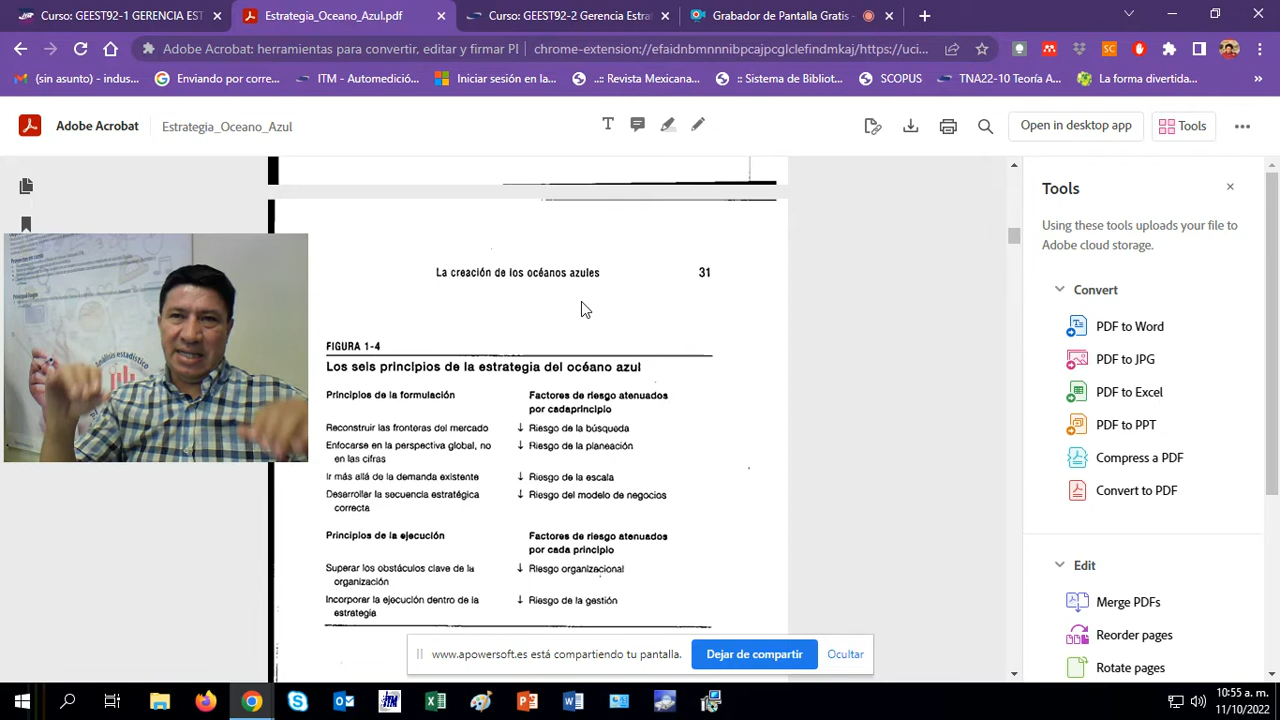 Curso: GEEST92-1 GERENCIA EST
Estrategia_Oceano_Azul.pdf
Curso: GEEST92-2 Gerencia Estrat
Grabador de Pantalla Gratis -
Adobe Acrobat: herramientas para convertir, editar y firmar PI
chrome-extension://efaidnbmnnnibpcajpcglclefindmkaj/https://uci...
(sin asunto) - indus...
Enviando por corre...
ITM - Automedició...
Iniciar sesión en la...
..:: Revista Mexicana...
:: Sistema de Bibliot...
SCOPUS
TNA22-10 Teoría A...
La forma divertida...
Adobe Acrobat
Estrategia_Oceano_Azul
Open in desktop app
Tools
La creación de los océanos azules 31
FIGURA 1-4
Los seis principios de la estrategia del océano azul
Principios de la formulación
Factores de riesgo atenuados
por cadaprincipio
Reconstruir las fronteras del mercado
↓ Riesgo de la búsqueda
Enfocarse en la perspectiva global, no
en las cifras
↓ Riesgo de la planeación
Ir más allá de la demanda existente
↓ Riesgo de la escala
Desarrollar la secuencia estratégica
correcta
↓ Riesgo del modelo de negocios
Principios de la ejecución
Factores de riesgo atenuados
por cada principio
Superar los obstáculos clave de la
organización
↓ Riesgo organizacional
Incorporar la ejecución dentro de la
estrategia
↓ Riesgo de la gestión
Análisis estadístico
Tools
Using these tools uploads your file to
Adobe cloud storage.
Convert
PDF to Word
PDF to JPG
PDF to Excel
PDF to PPT
Compress a PDF
Convert to PDF
Edit
Merge PDFs
Reorder pages
Rotate pages
www.apowersoft.es está compartiendo tu pantalla.
Dejar de compartir
Ocultar
10:55 a. m.
11/10/2022